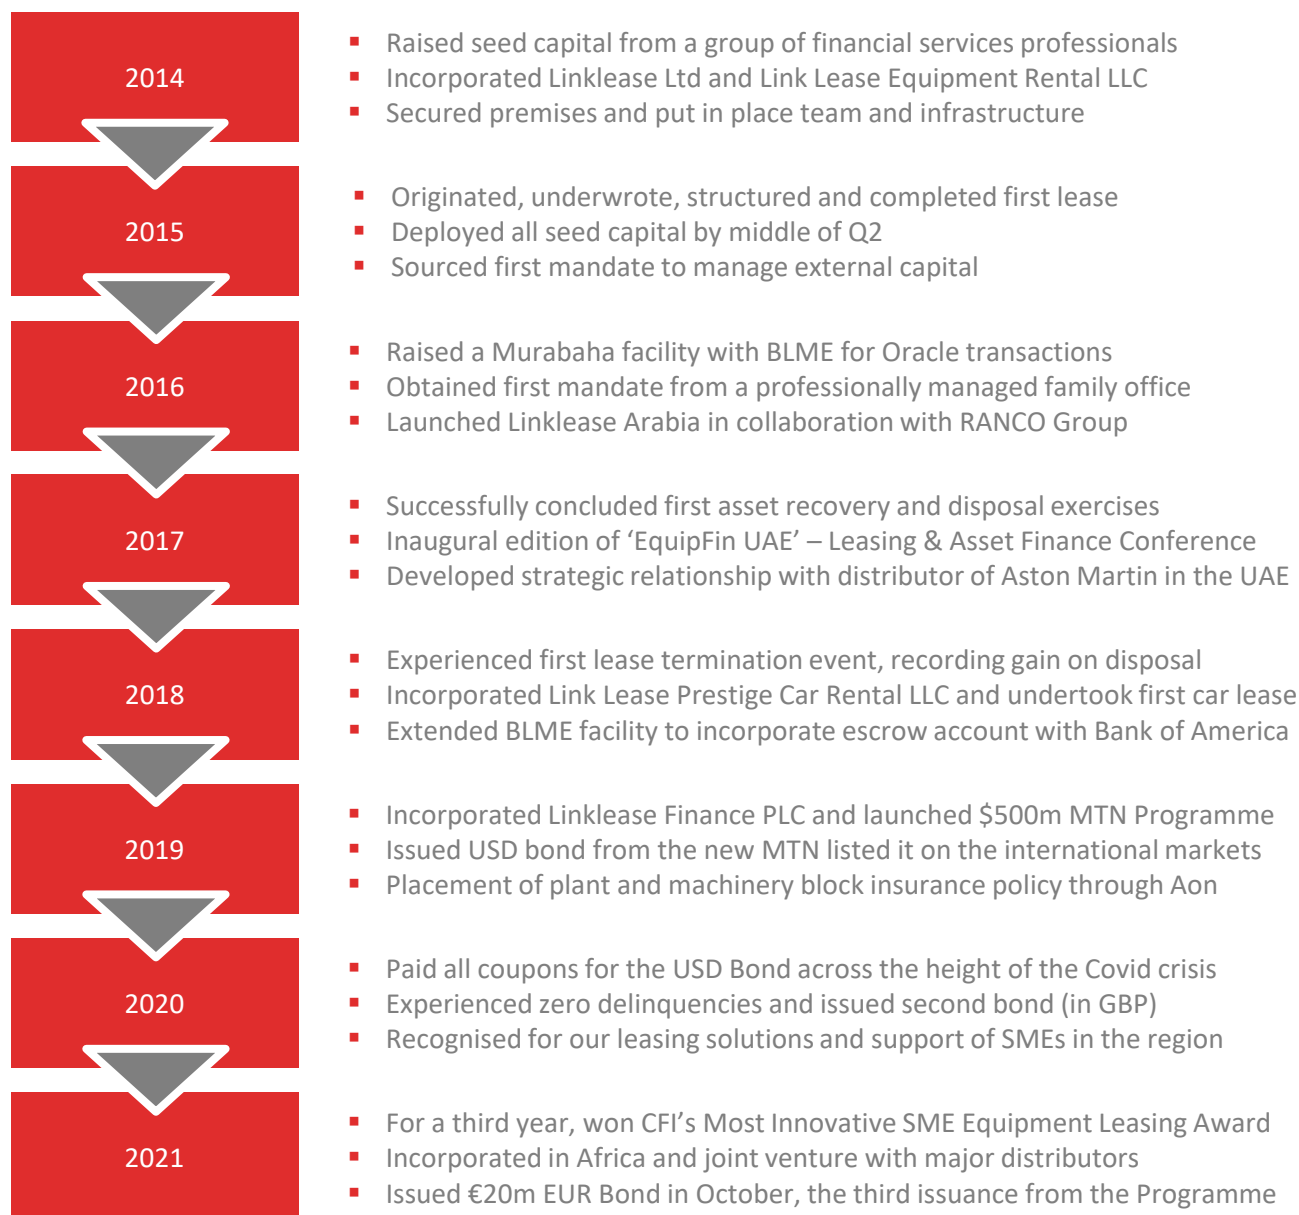 2014
▪ Raised seed capital from a group of financial services professionals
▪ Incorporated Linklease Ltd and Link Lease Equipment Rental LLC
▪ Secured premises and put in place team and infrastructure
2015
▪ Originated, underwrote, structured and completed first lease
▪ Deployed all seed capital by middle of Q2
▪ Sourced first mandate to manage external capital
2016
▪ Raised a Murabaha facility with BLME for Oracle transactions
▪ Obtained first mandate from a professionally managed family office
▪ Launched Linklease Arabia in collaboration with RANCO Group
2017
▪ Successfully concluded first asset recovery and disposal exercises
▪ Inaugural edition of ‘EquipFin UAE’ – Leasing & Asset Finance Conference
▪ Developed strategic relationship with distributor of Aston Martin in the UAE
2018
▪ Experienced first lease termination event, recording gain on disposal
▪ Incorporated Link Lease Prestige Car Rental LLC and undertook first car lease
▪ Extended BLME facility to incorporate escrow account with Bank of America
2019
▪ Incorporated Linklease Finance PLC and launched $500m MTN Programme
▪ Issued USD bond from the new MTN listed it on the international markets
▪ Placement of plant and machinery block insurance policy through Aon
2020
▪ Paid all coupons for the USD Bond across the height of the Covid crisis
▪ Experienced zero delinquencies and issued second bond (in GBP)
▪ Recognised for our leasing solutions and support of SMEs in the region
2021
▪ For a third year, won CFI’s Most Innovative SME Equipment Leasing Award
▪ Incorporated in Africa and joint venture with major distributors
▪ Issued €20m EUR Bond in October, the third issuance from the Programme